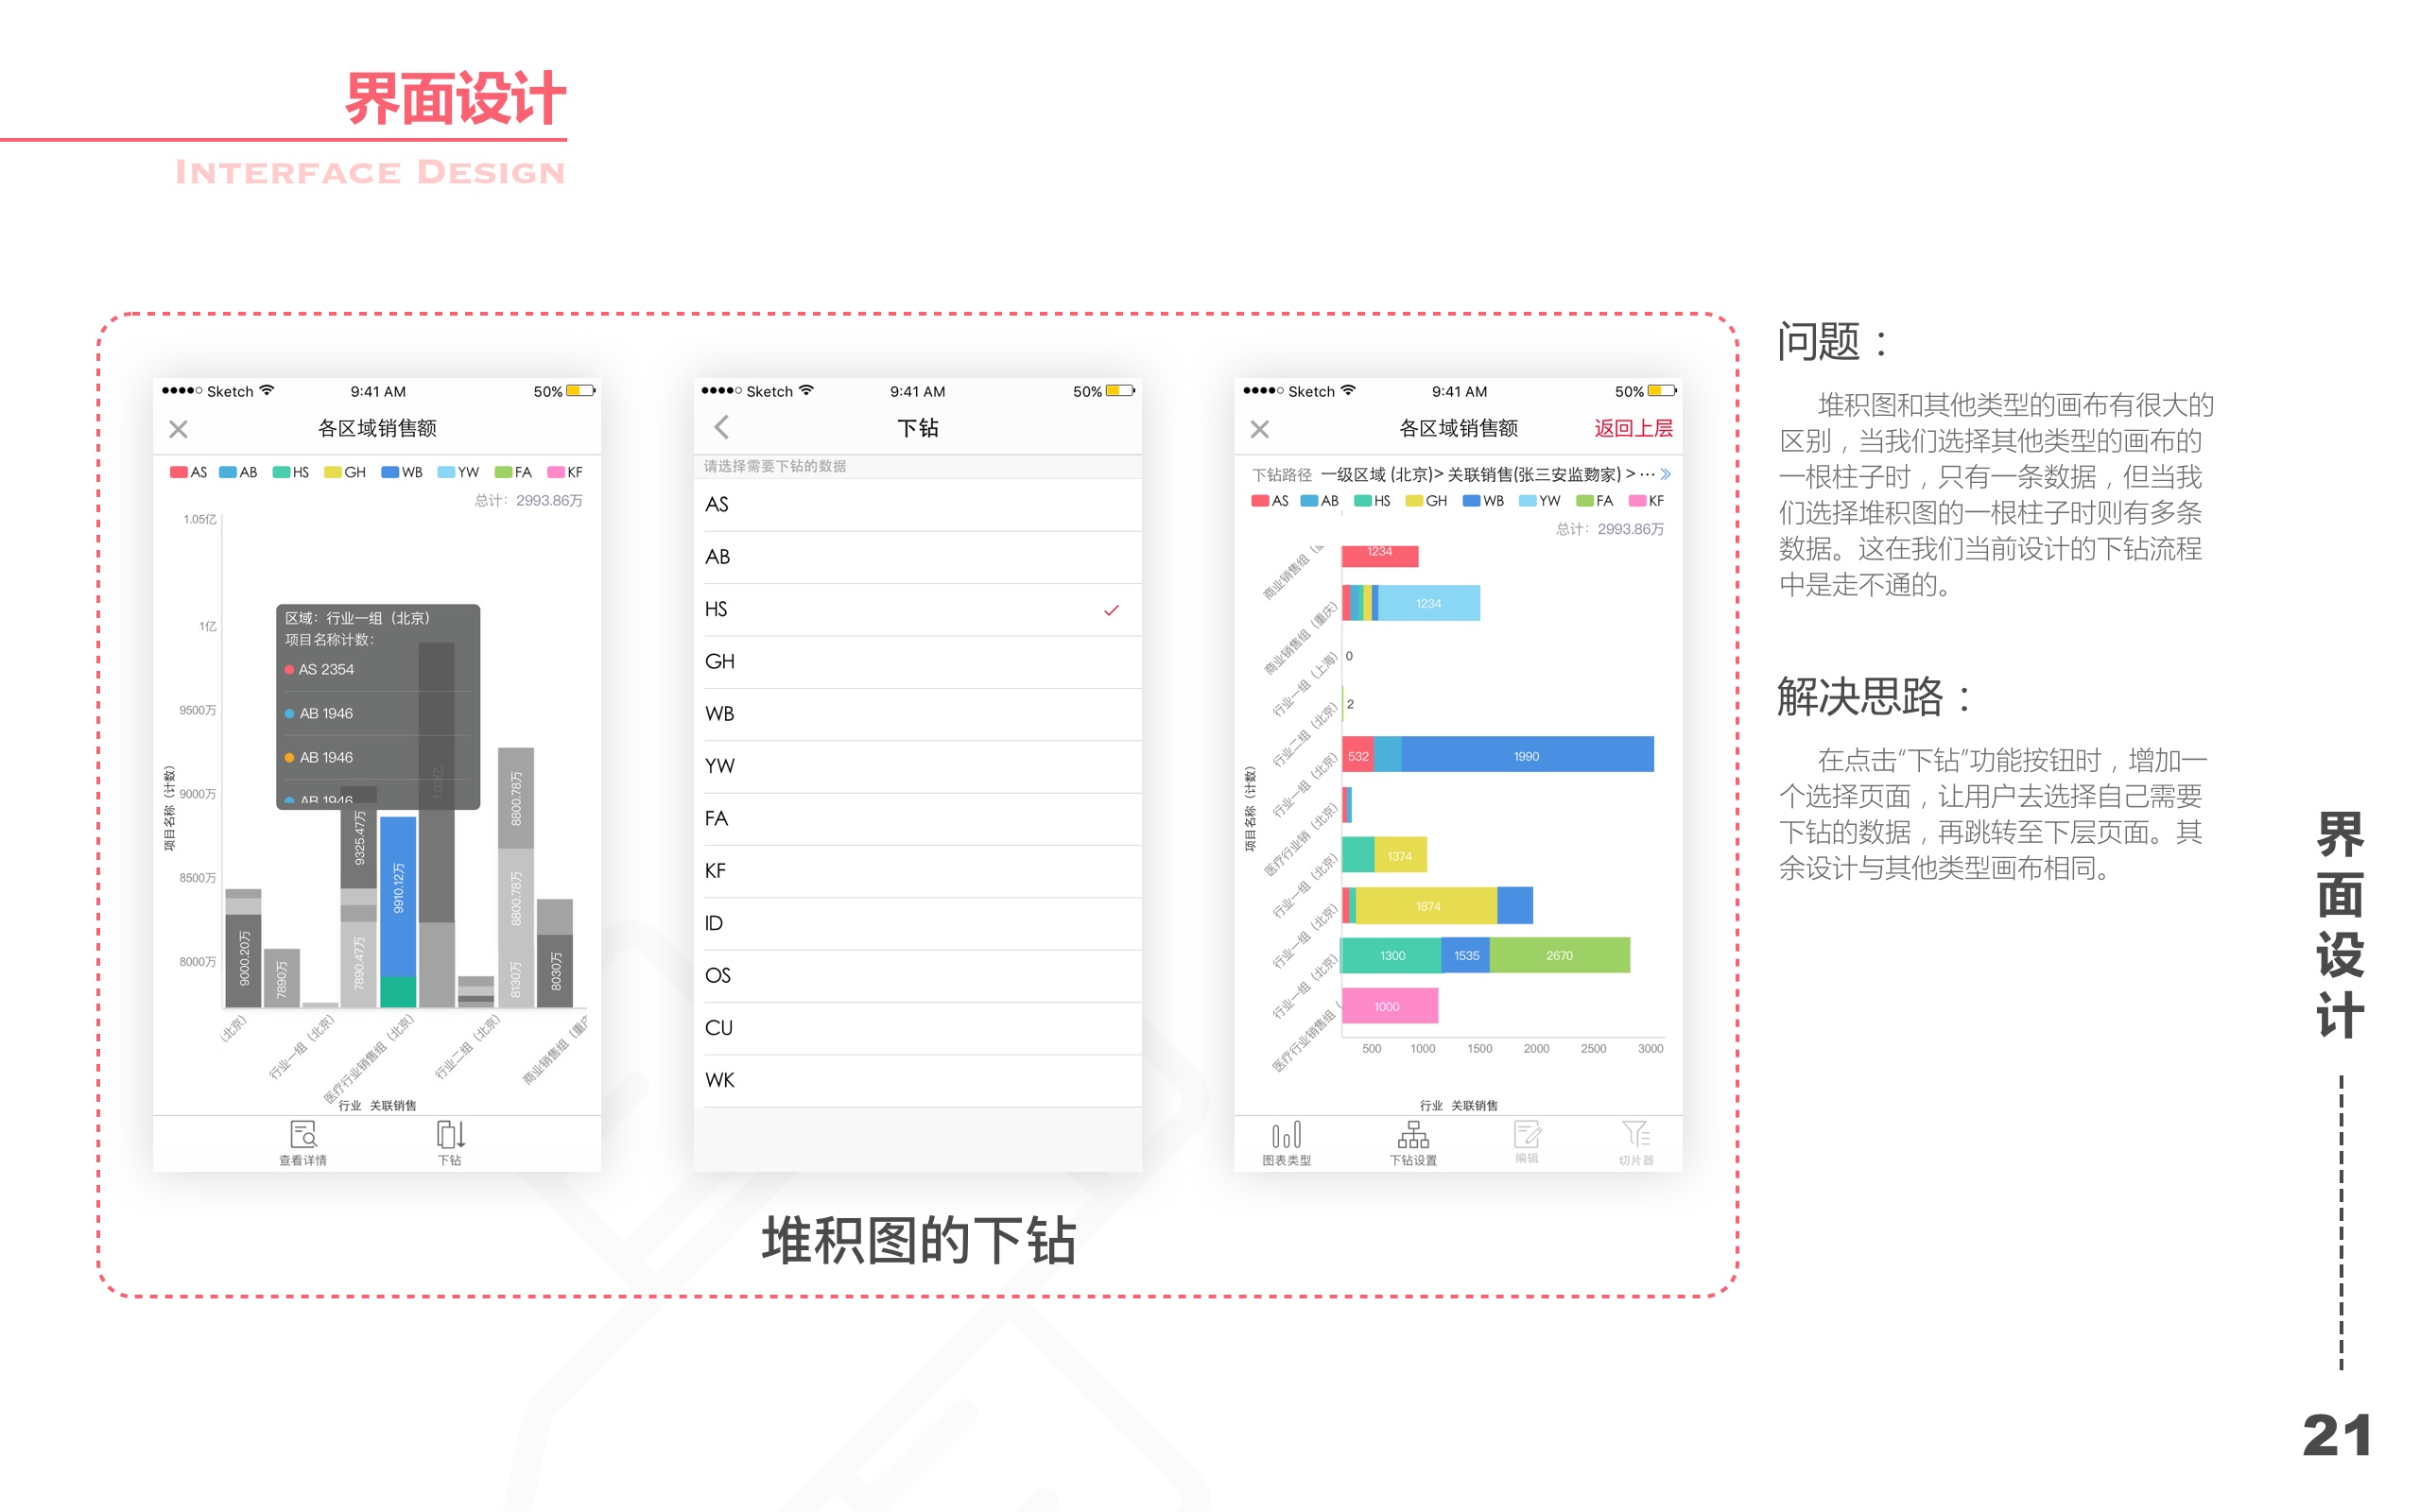 界面设计
INTERFACE DESIGN
Sketch 9:41 AM 50%
各区域销售额
AS AB HS GH WB YW FA KF
总计：2993.86万
1.05亿
1亿
9500万
9000万
8500万
8000万
项目名称（计数）
区域：行业一组（北京）
项目名称计数：
AS 2354
AB 1946
AB 1946
AB 1946
9000.20万
7890万
9325.47万
7890.47万
9910.12万
8800.78万
8800.78万
8130万
8030万
（北京）
行业一组（北京）
医疗行业销售组（北京）
行业二组（北京）
商业销售组（重庆
行业 关联销售
查看详情 下钻
Sketch 9:41 AM 50%
下钻
请选择需要下钻的数据
AS
AB
HS
GH
WB
YW
FA
KF
ID
OS
CU
WK
Sketch 9:41 AM 50%
各区域销售额 返回上层
下钻路径 一级区域 (北京)> 关联销售(张三安监数家) > ···
AS AB HS GH WB YW FA KF
总计：2993.86万
项目名称（计数）
商业销售组
1234
商业销售组（重庆）
1234
行业一组（上海）
0
行业二组（北京）
2
行业一组（北京）
532 1990
医疗行业销（北京）
行业一组（北京）
1374
行业一组（北京）
1874
行业一组（北京）
1300 1535 2670
医疗行业销售组（
1000
500 1000 1500 2000 2500 3000
行业 关联销售
图表类型 下钻设置 编辑 切片器
堆积图的下钻
问题：
堆积图和其他类型的画布有很大的
区别，当我们选择其他类型的画布的
一根柱子时，只有一条数据，但当我
们选择堆积图的一根柱子时则有多条
数据。这在我们当前设计的下钻流程
中是走不通的。
解决思路：
在点击“下钻”功能按钮时，增加一
个选择页面，让用户去选择自己需要
下钻的数据，再跳转至下层页面。其
余设计与其他类型画布相同。
界面设计
21